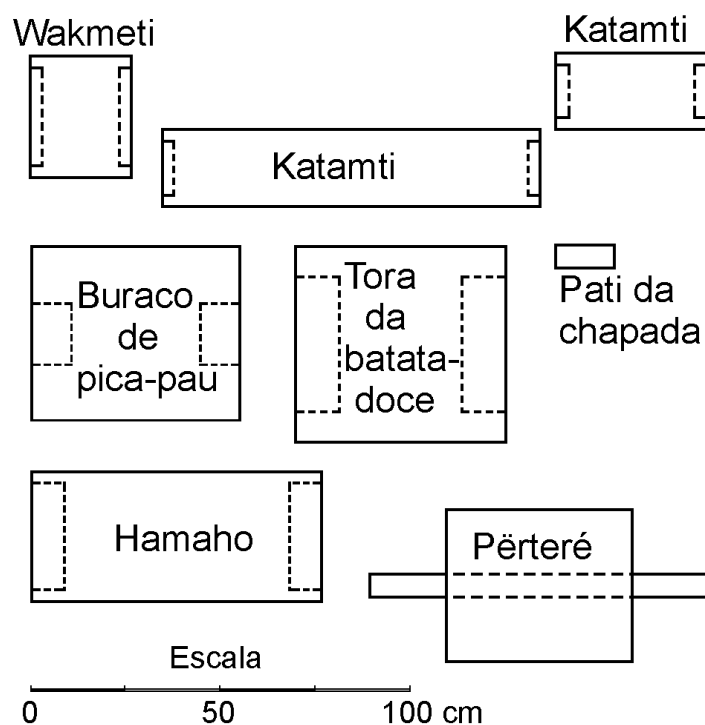 Wakmeti
Katamti
Katamti
Buraco
de
pica-pau
Tora
da
batata-
doce
Pati da
chapada
Hamaho
Përteré
Escala
0 50 100 cm